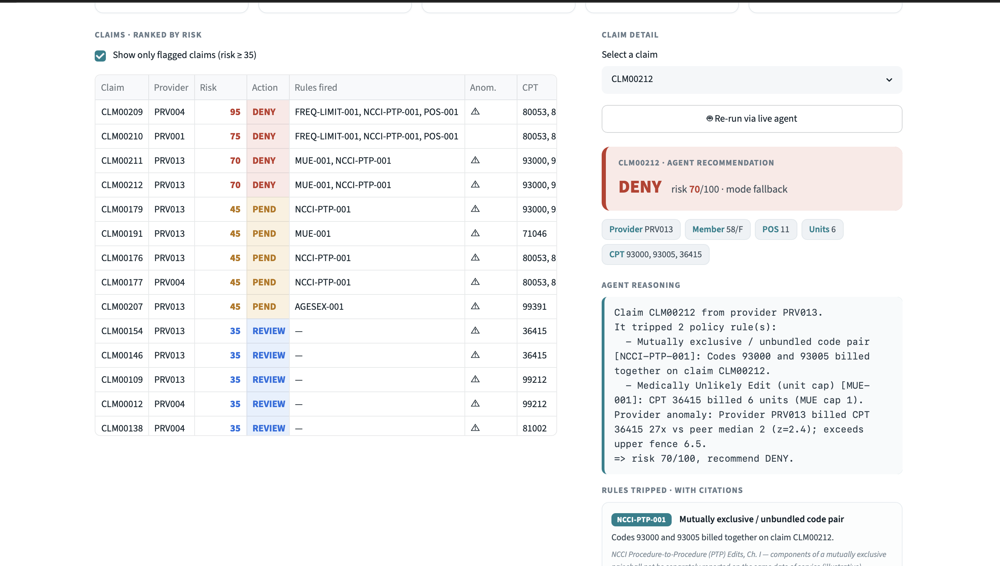 CLAIMS · RANKED BY RISK
Show only flagged claims (risk ≥ 35)
Claim Provider Risk Action Rules fired Anom. CPT
CLM00209 PRV004 95 DENY FREQ-LIMIT-001, NCCI-PTP-001, POS-001 ⚠ 80053, 8
CLM00210 PRV001 75 DENY FREQ-LIMIT-001, NCCI-PTP-001, POS-001 80053, 8
CLM00211 PRV013 70 DENY MUE-001, NCCI-PTP-001 ⚠ 93000, 9
CLM00212 PRV013 70 DENY MUE-001, NCCI-PTP-001 ⚠ 93000, 9
CLM00179 PRV013 45 PEND NCCI-PTP-001 ⚠ 93000, 9
CLM00191 PRV013 45 PEND MUE-001 ⚠ 71046
CLM00176 PRV013 45 PEND NCCI-PTP-001 ⚠ 80053, 8
CLM00177 PRV004 45 PEND NCCI-PTP-001 ⚠ 80053, 8
CLM00207 PRV013 45 PEND AGESEX-001 ⚠ 99391
CLM00154 PRV013 35 REVIEW — ⚠ 36415
CLM00146 PRV013 35 REVIEW — ⚠ 36415
CLM00109 PRV013 35 REVIEW — ⚠ 99212
CLM00012 PRV004 35 REVIEW — ⚠ 99212
CLM00138 PRV004 35 REVIEW — ⚠ 81002
CLAIM DETAIL
Select a claim
CLM00212
Re-run via live agent
CLM00212 · AGENT RECOMMENDATION
DENY risk 70/100 · mode fallback
Provider PRV013 Member 58/F POS 11 Units 6
CPT 93000, 93005, 36415
AGENT REASONING
Claim CLM00212 from provider PRV013.
It tripped 2 policy rule(s):
– Mutually exclusive / unbundled code pair
[NCCI–PTP–001]: Codes 93000 and 93005 billed
together on claim CLM00212.
– Medically Unlikely Edit (unit cap) [MUE–
001]: CPT 36415 billed 6 units (MUE cap 1).
Provider anomaly: Provider PRV013 billed CPT
36415 27x vs peer median 2 (z=2.4); exceeds
upper fence 6.5.
=> risk 70/100, recommend DENY.
RULES TRIPPED · WITH CITATIONS
NCCI-PTP-001 Mutually exclusive / unbundled code pair
Codes 93000 and 93005 billed together on claim CLM00212.
NCCI Procedure-to-Procedure (PTP) Edits, Ch. I — components of a mutually exclusive
pair shall not be separately reported on the same date of service (illustrative)